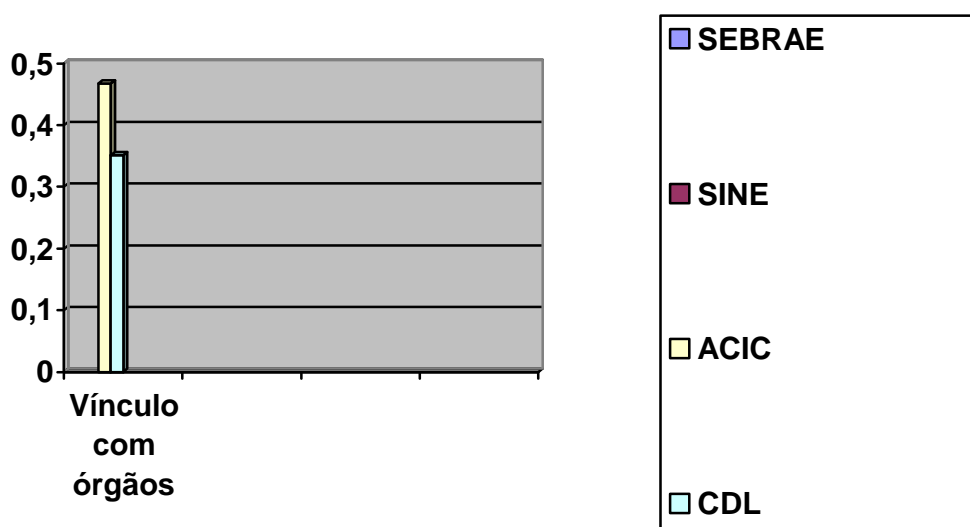 0,5
0,4
0,3
0,2
0,1
0
Vínculo
com
órgãos
SEBRAE
SINE
ACIC
CDL